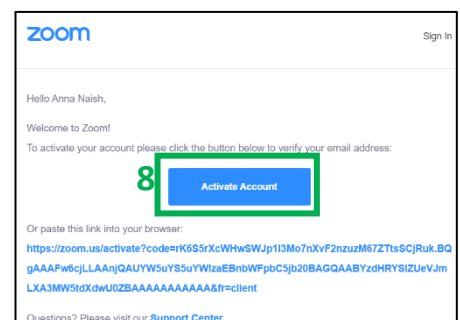 zoom
Sign In
Hello Anna Naish,
Welcome to Zoom!
To activate your account please click the button below to verify your email address:
8
Activate Account
Or paste this link into your browser:
https://zoom.us/activate?code=rK6S5rXcWHwSWJp1I3Mo7nXvF2nzuzM67ZTtsSCjRuk.BQ
gAAAFw6cjLLAAnjQAUYW5uYS5uYWlzaEBnbWFpbC5jb20BAGQAABYzdHRYSlZUeVJm
LXA3MW5tdXdwU0ZBAAAAAAAAAAA&fr=client
Questions? Please visit our Support Center